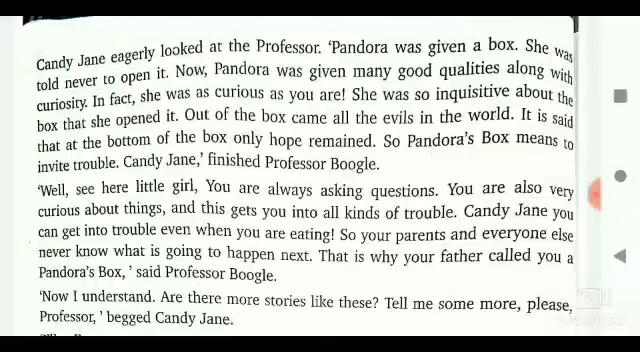 Candy Jane eagerly looked at the Professor. 'Pandora was given a box. She was
told never to open it. Now, Pandora was given many good qualities along with
curiosity. In fact, she was as curious as you are! She was so inquisitive about the
box that she opened it. Out of the box came all the evils in the world. It is said
that at the bottom of the box only hope remained. So Pandora's Box means to
invite trouble. Candy Jane,' finished Professor Boogle.
'Well, see here little girl, You are always asking questions. You are also very
curious about things, and this gets you into all kinds of trouble. Candy Jane you
can get into trouble even when you are eating! So your parents and everyone else
never know what is going to happen next. That is why your father called you a
Pandora's Box, ' said Professor Boogle.
'Now I understand. Are there more stories like these? Tell me some more, please,
Professor, ' begged Candy Jane.